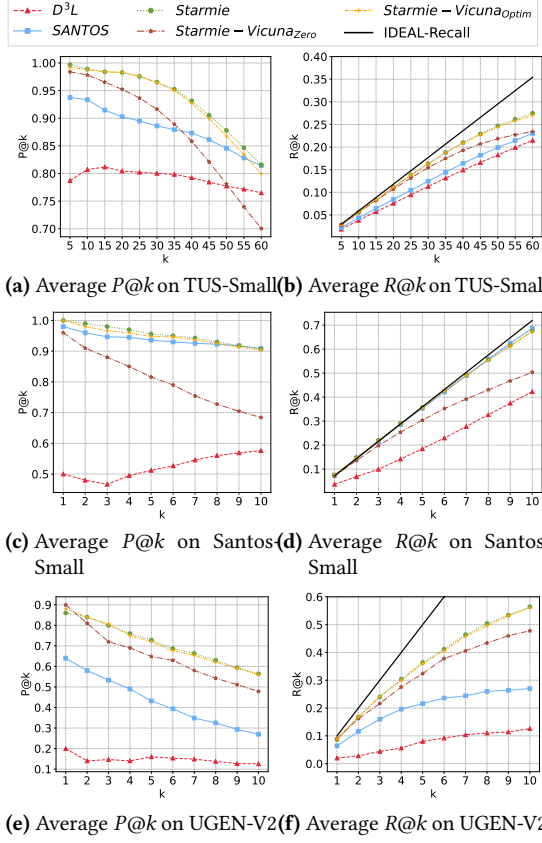 D³L
Starmie
Starmie − Vicuna_Optim
SANTOS
Starmie − Vicuna_Zero
IDEAL-Recall
1.00
0.95
0.90
0.85
0.80
0.75
0.70
P@k
5 10 15 20 25 30 35 40 45 50 55 60
k
0.40
0.35
0.30
0.25
0.20
0.15
0.10
0.05
R@k
5 10 15 20 25 30 35 40 45 50 55 60
k
(a) Average P@k on TUS-Small
(b) Average R@k on TUS-Small
1.0
0.9
0.8
0.7
0.6
0.5
P@k
1 2 3 4 5 6 7 8 9 10
k
0.7
0.6
0.5
0.4
0.3
0.2
0.1
R@k
1 2 3 4 5 6 7 8 9 10
k
(c) Average P@k on Santos-
Small
(d) Average R@k on Santos
Small
0.9
0.8
0.7
0.6
0.5
0.4
0.3
0.2
0.1
P@k
1 2 3 4 5 6 7 8 9 10
k
0.6
0.5
0.4
0.3
0.2
0.1
0.0
R@k
1 2 3 4 5 6 7 8 9 10
k
(e) Average P@k on UGEN-V2
(f) Average R@k on UGEN-V2